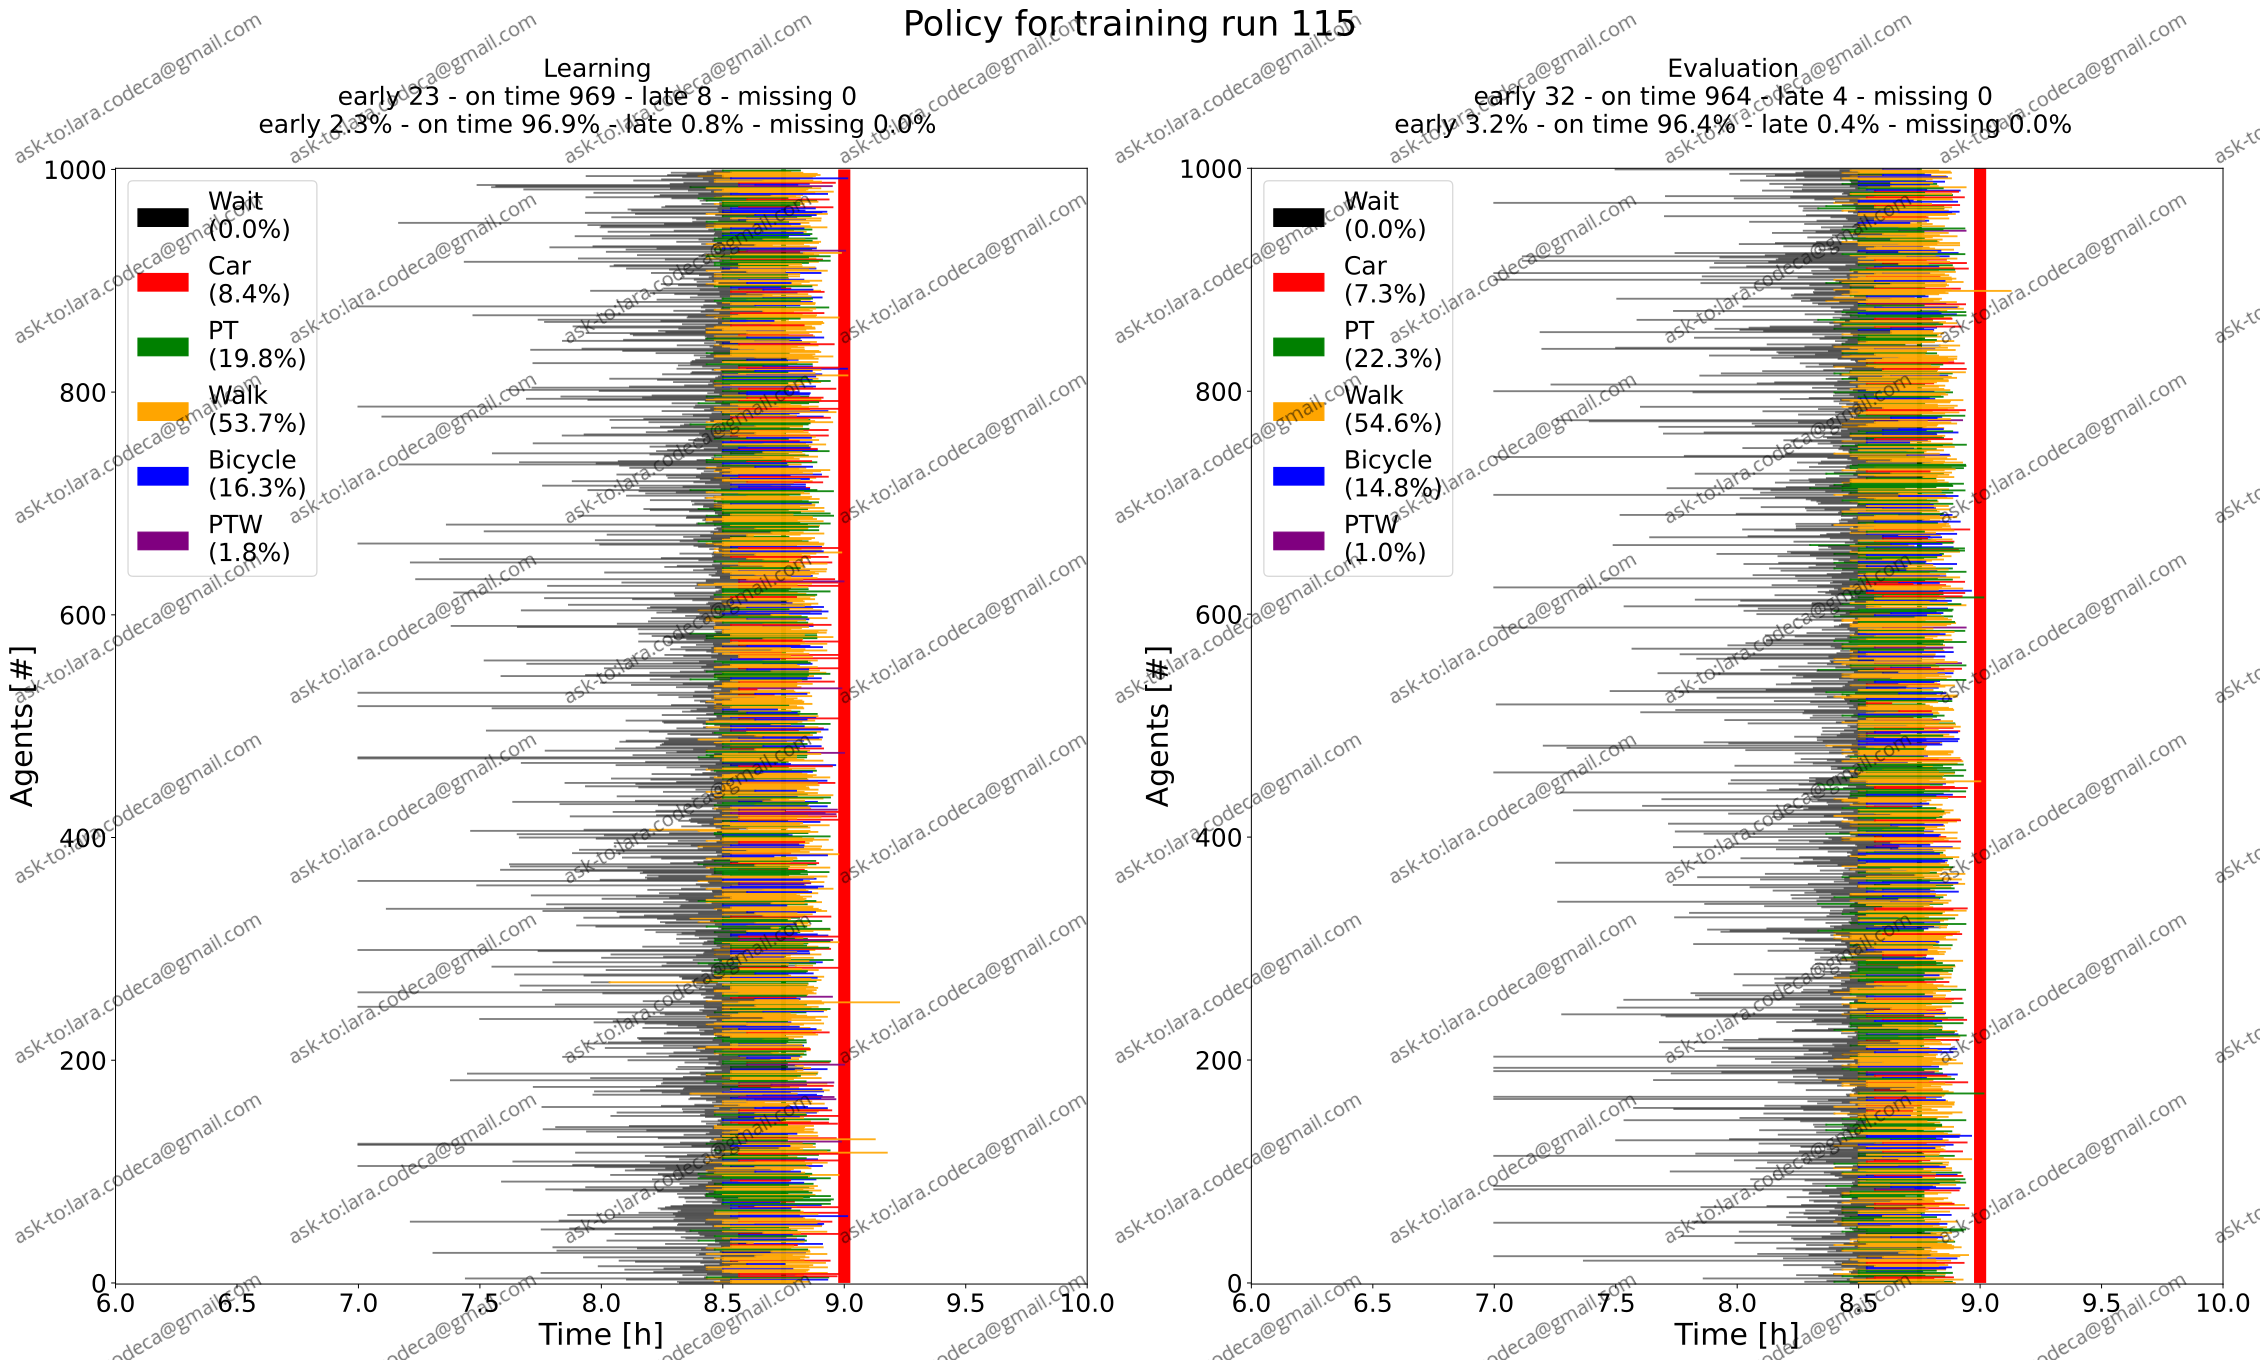 Policy for training run 115
Learning
early 23 - on time 969 - late 8 - missing 0
early 2.3% - on time 96.9% - late 0.8% - missing 0.0%
Agents [#]
1000
800
600
400
200
0
Wait
(0.0%)
Car
(8.4%)
PT
(19.8%)
Walk
(53.7%)
Bicycle
(16.3%)
PTW
(1.8%)
6.0 6.5 7.0 7.5 8.0 8.5 9.0 9.5 10.0
Time [h]
Evaluation
early 32 - on time 964 - late 4 - missing 0
early 3.2% - on time 96.4% - late 0.4% - missing 0.0%
Agents [#]
1000
800
600
400
200
0
Wait
(0.0%)
Car
(7.3%)
PT
(22.3%)
Walk
(54.6%)
Bicycle
(14.8%)
PTW
(1.0%)
6.0 6.5 7.0 7.5 8.0 8.5 9.0 9.5 10.0
Time [h]
ask-to:lara.codeca@gmail.com